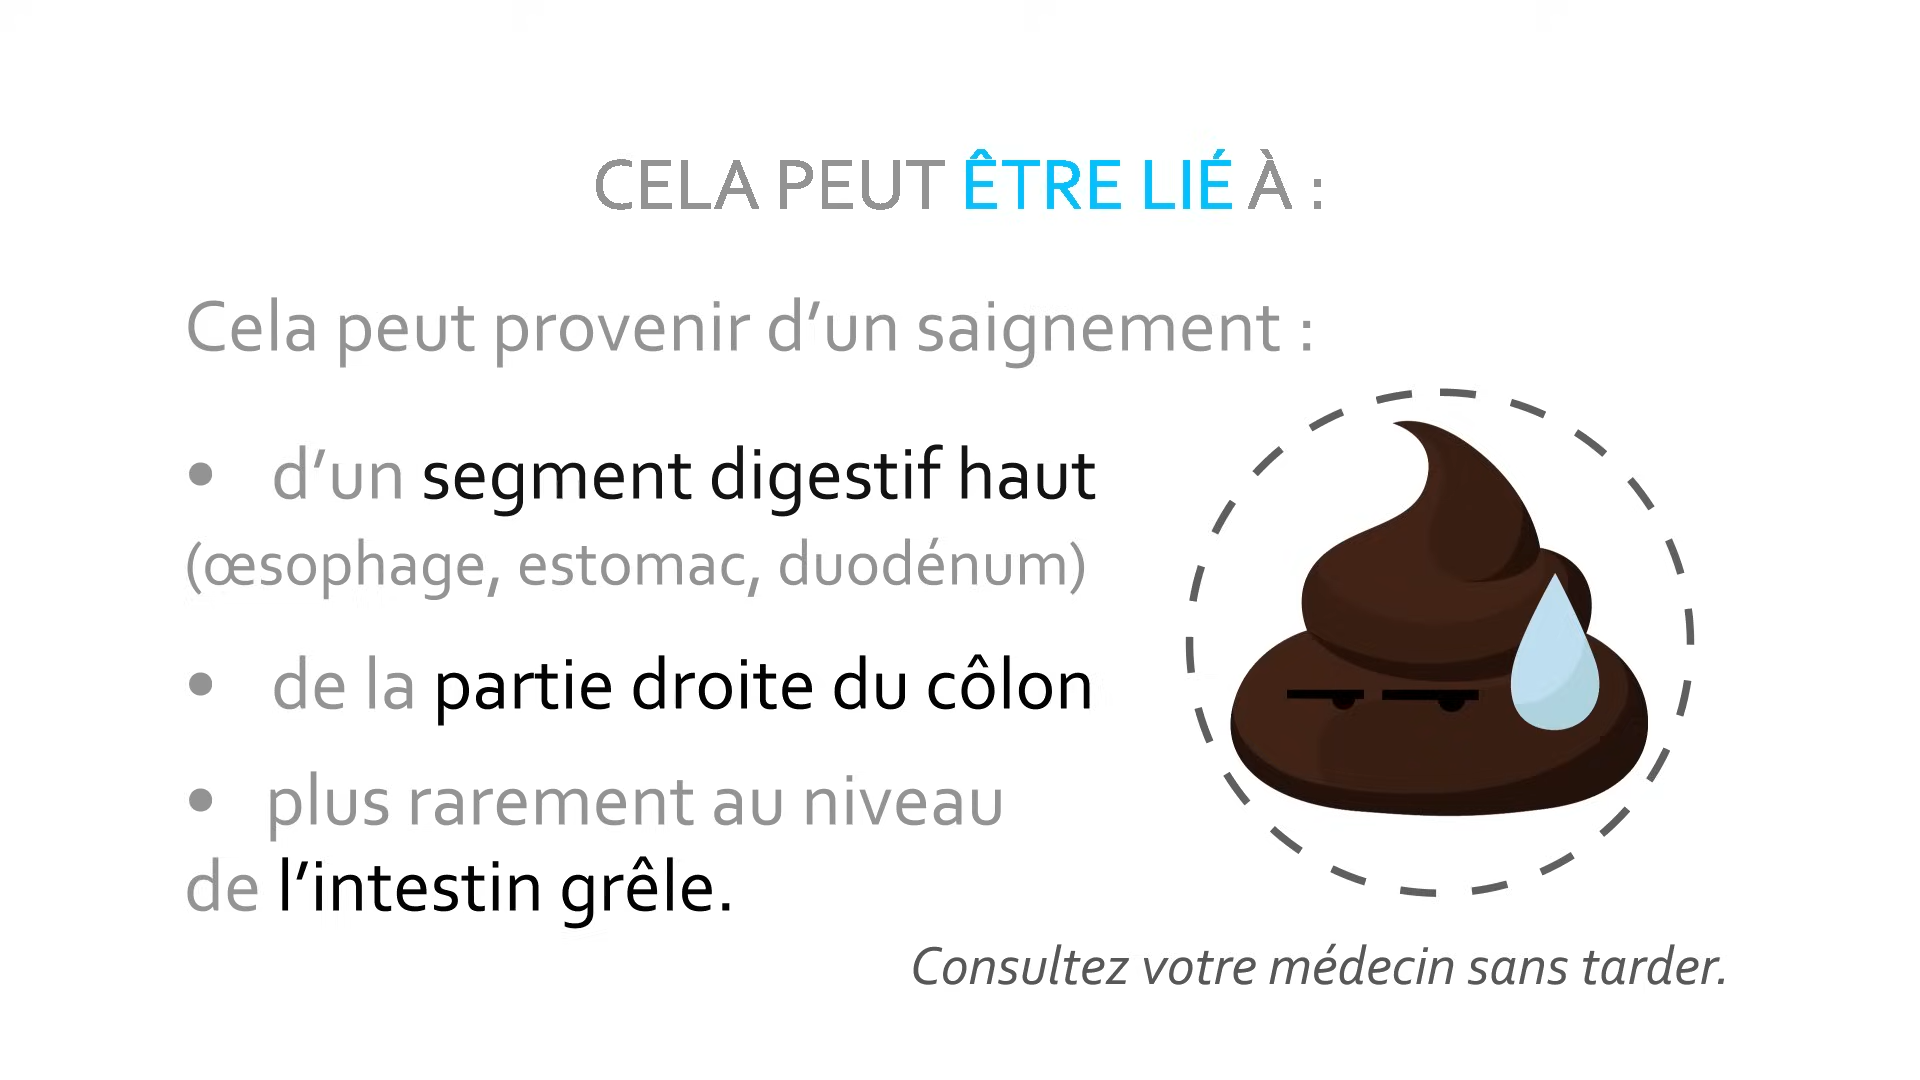 CELA PEUT ÊTRE LIÉ À :
Cela peut provenir d’un saignement :
• d’un segment digestif haut
(œsophage, estomac, duodénum)
• de la partie droite du côlon
• plus rarement au niveau
de l’intestin grêle.
Consultez votre médecin sans tarder.